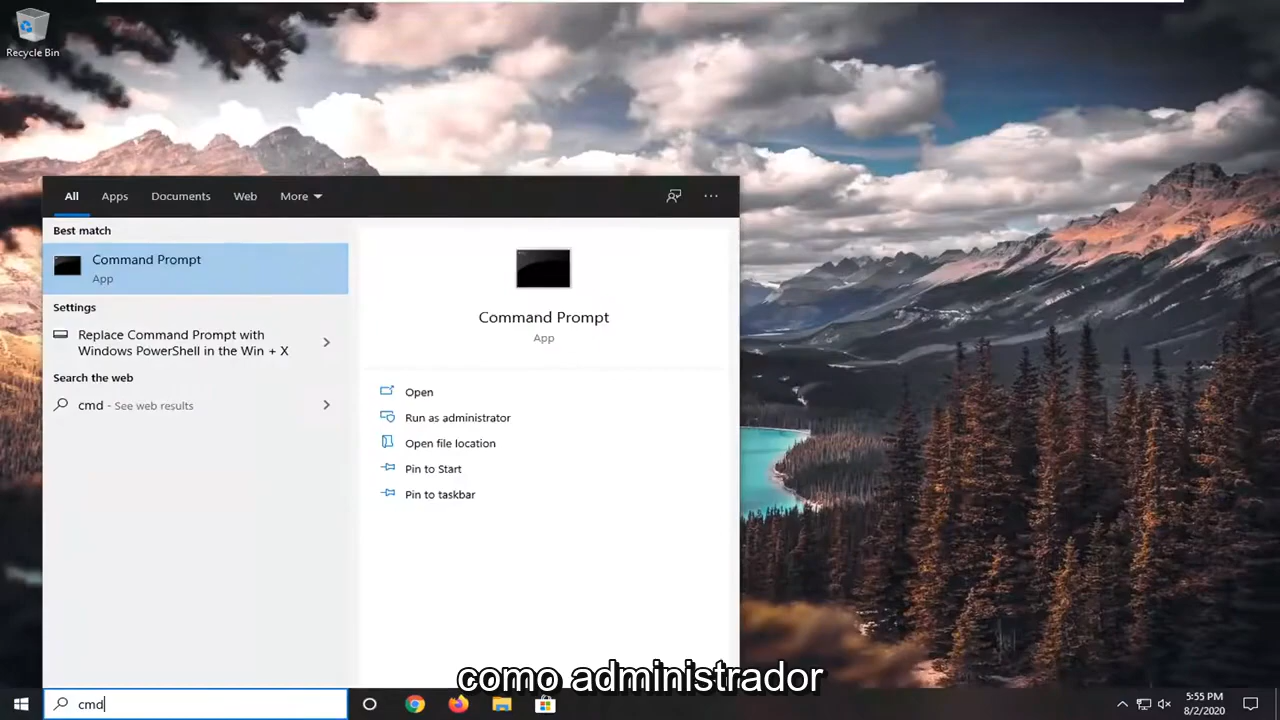 Recycle Bin
All Apps Documents Web More
Best match
Command Prompt
App
Settings
Replace Command Prompt with
Windows PowerShell in the Win + X
Search the web
cmd - See web results
Command Prompt
App
Open
Run as administrator
Open file location
Pin to Start
Pin to taskbar
como administrador
cmd
5:55 PM
8/2/2020